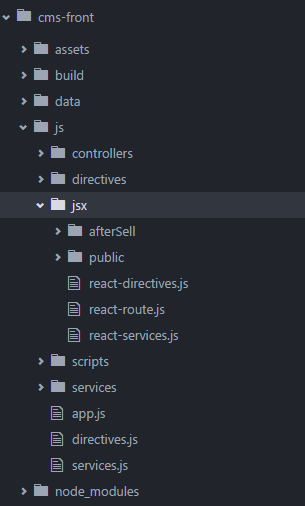 cms-front
assets
build
data
js
controllers
directives
jsx
afterSell
public
react-directives.js
react-route.js
react-services.js
scripts
services
app.js
directives.js
services.js
node_modules